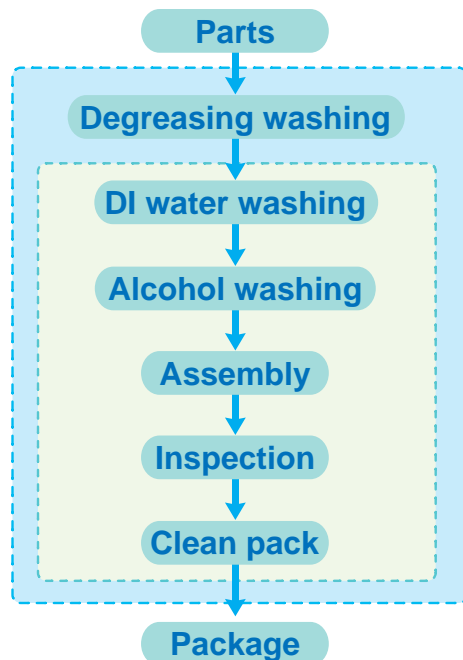 Parts
Degreasing washing
DI water washing
Alcohol washing
Assembly
Inspection
Clean pack
Package